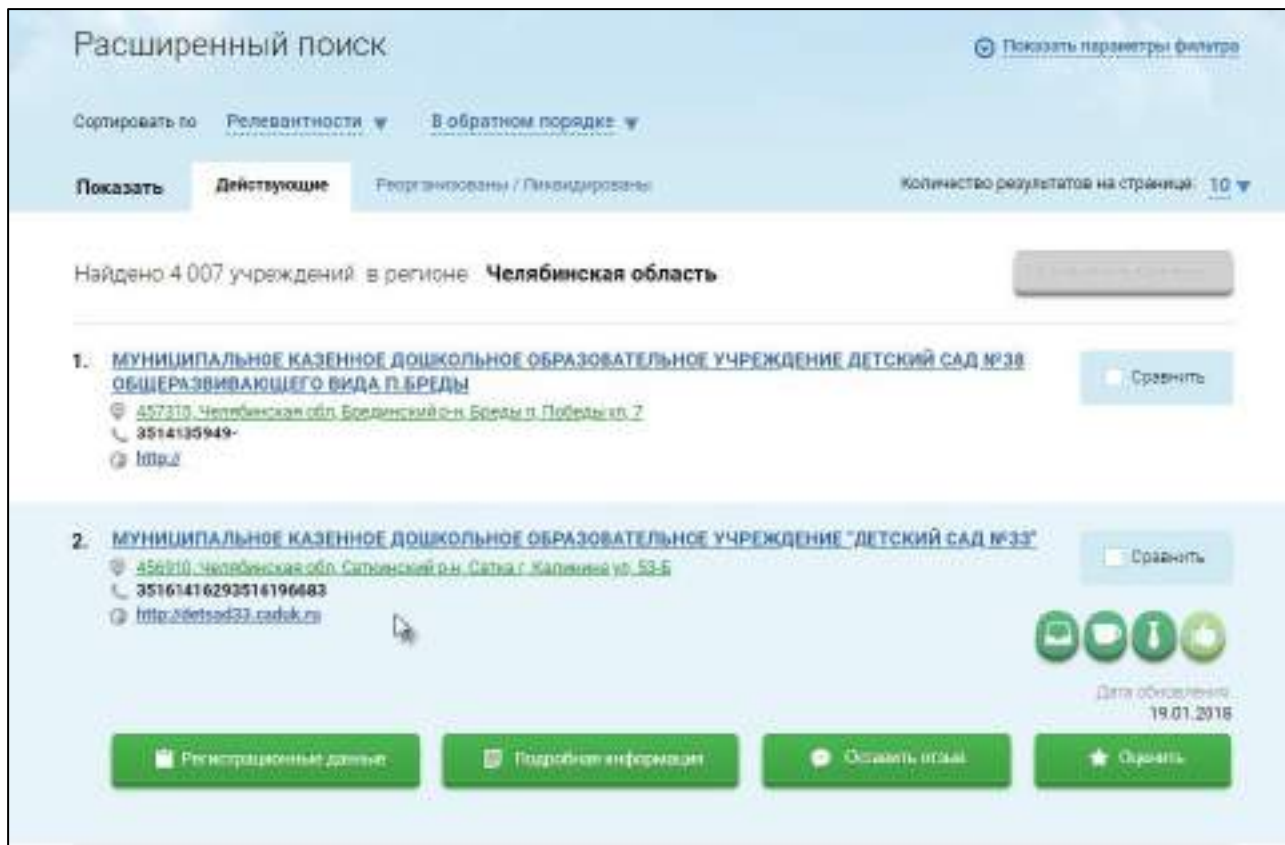 Расширенный поиск
Показать параметры фильтра
Сортировать по Релевантности В обратном порядке
Показать Действующие Реорганизованы / Ликвидированы Количество результатов на странице: 10
Найдено 4 007 учреждений в регионе Челябинская область
1. МУНИЦИПАЛЬНОЕ КАЗЕННОЕ ДОШКОЛЬНОЕ ОБРАЗОВАТЕЛЬНОЕ УЧРЕЖДЕНИЕ ДЕТСКИЙ САД №38
ОБЩЕРАЗВИВАЮЩЕГО ВИДА П.БРЕДЫ
Сравнить
457310, Челябинская обл, Брединский р-н, Бреды п, Победы ул, 7
3514135949-
http://
2. МУНИЦИПАЛЬНОЕ КАЗЕННОЕ ДОШКОЛЬНОЕ ОБРАЗОВАТЕЛЬНОЕ УЧРЕЖДЕНИЕ "ДЕТСКИЙ САД №33"
Сравнить
456910, Челябинская обл, Саткинский р-н, Сатка г, Калинина ул, 53-Б
35161416293516196683
http://detsad33.caduk.ru
Дата обновления
19.01.2018
Регистрационные данные Подробная информация Оставить отзыв Оценить